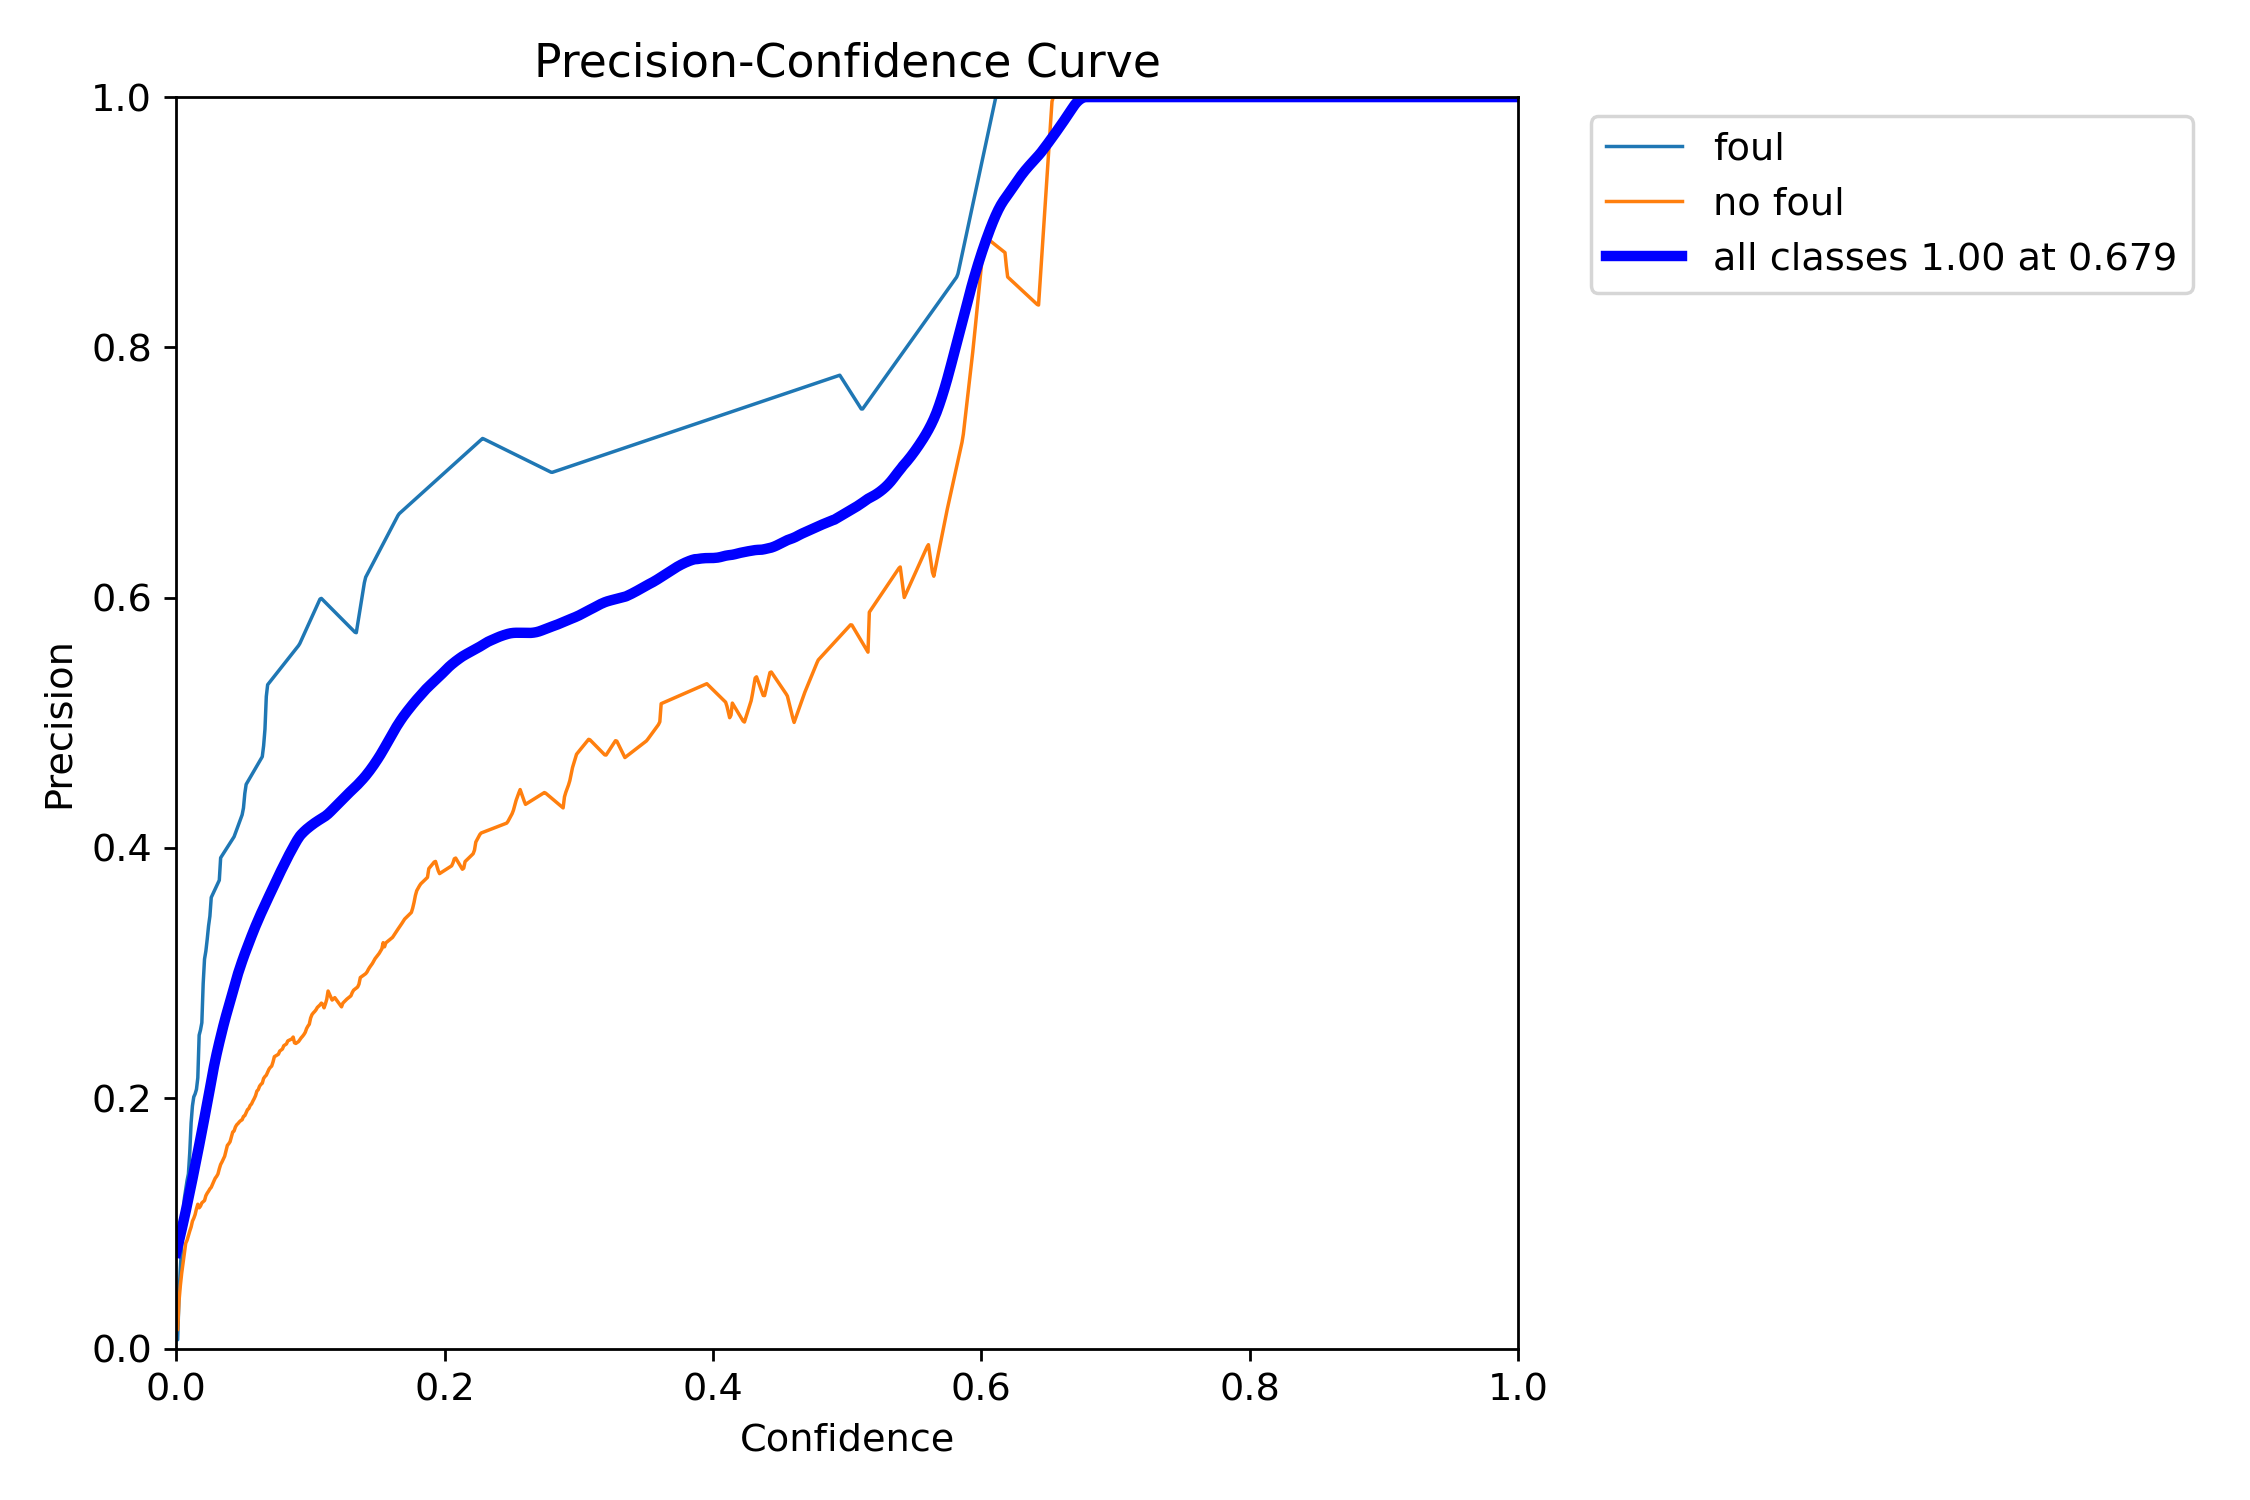 Precision-Confidence Curve
1.0
0.8
0.6
0.4
0.2
0.0
Precision
0.0 0.2 0.4 0.6 0.8 1.0
Confidence
foul
no foul
all classes 1.00 at 0.679